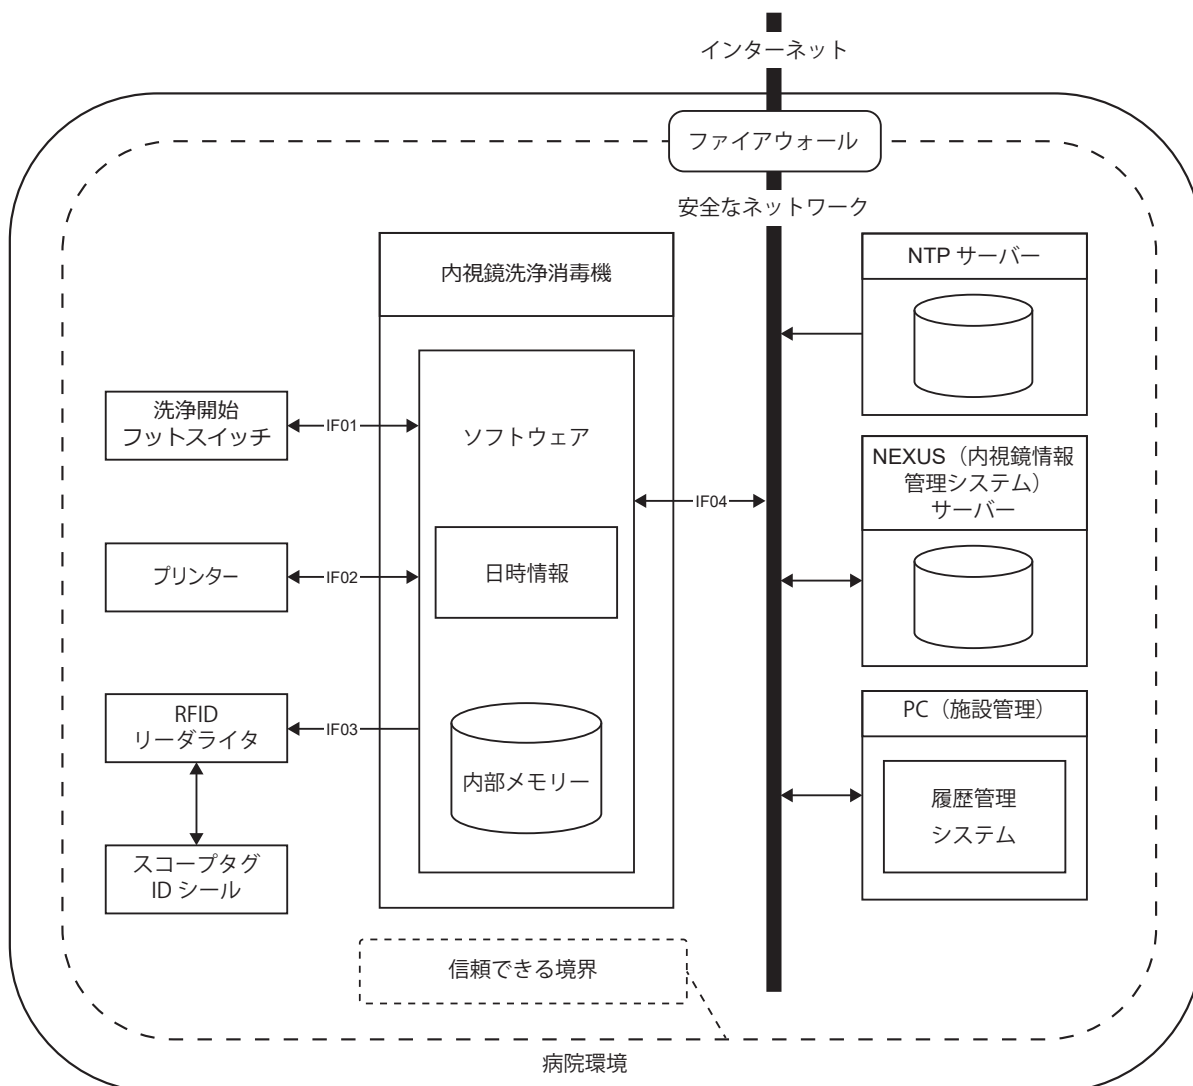 インターネット
ファイアウォール
安全なネットワーク
内視鏡洗浄消毒機
NTP サーバー
洗浄開始
フットスイッチ
IF01
ソフトウェア
NEXUS（内視鏡情報
管理システム）
サーバー
IF04
プリンター
IF02
日時情報
RFID
リーダライタ
IF03
内部メモリー
PC（施設管理）
履歴管理
システム
スコープタグ
ID シール
信頼できる境界
病院環境